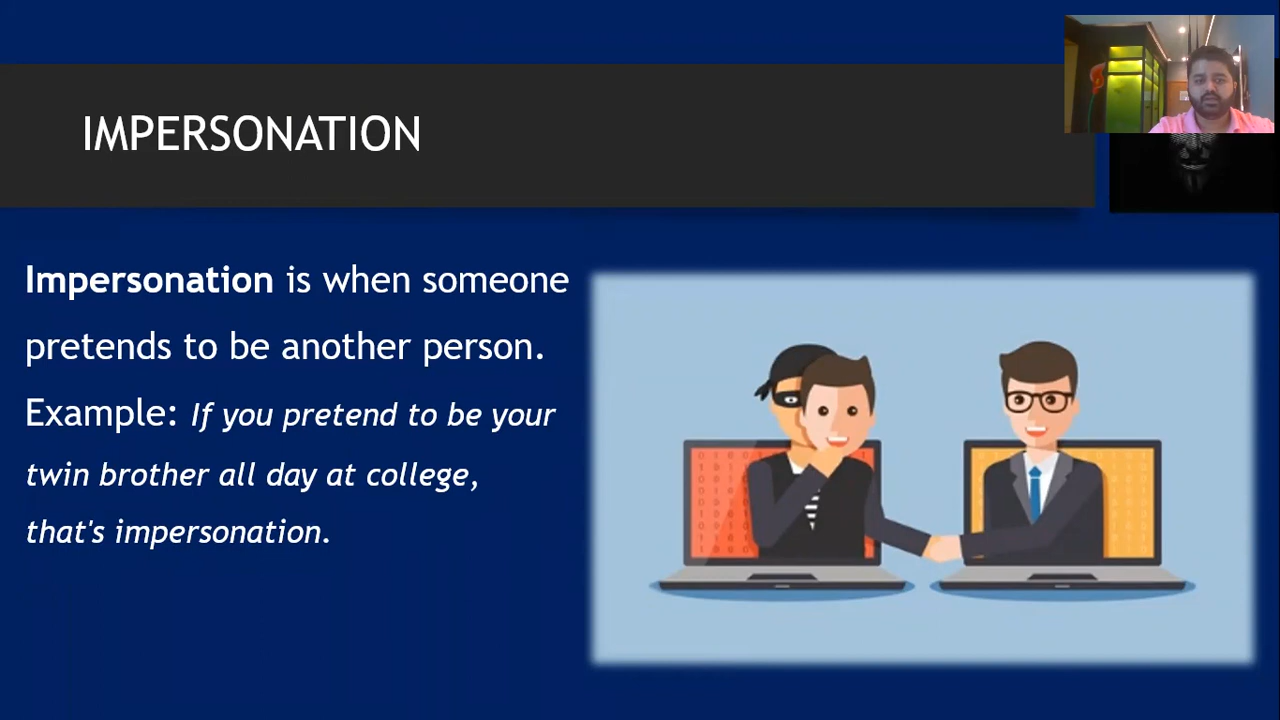 IMPERSONATION
Impersonation is when someone
pretends to be another person.
Example: If you pretend to be your
twin brother all day at college,
that's impersonation.